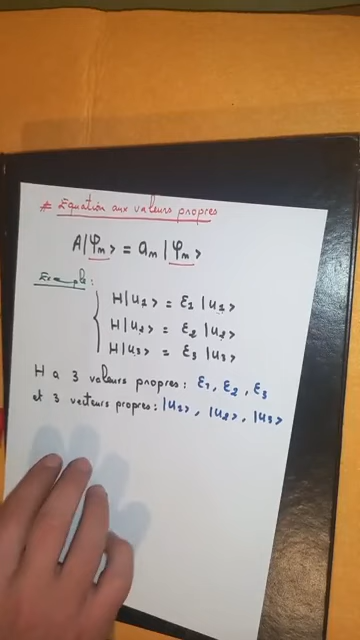 # Equation aux valeurs propres
A|φₙ> = aₙ|φₙ>
Exemple:
H|u₁> = ε₁ |u₁>
H|u₂> = ε₂ |u₂>
H|u₃> = ε₃ |u₃>
H a 3 valeurs propres: ε₁, ε₂, ε₃
et 3 vecteurs propres: |u₁>, |u₂>, |u₃>